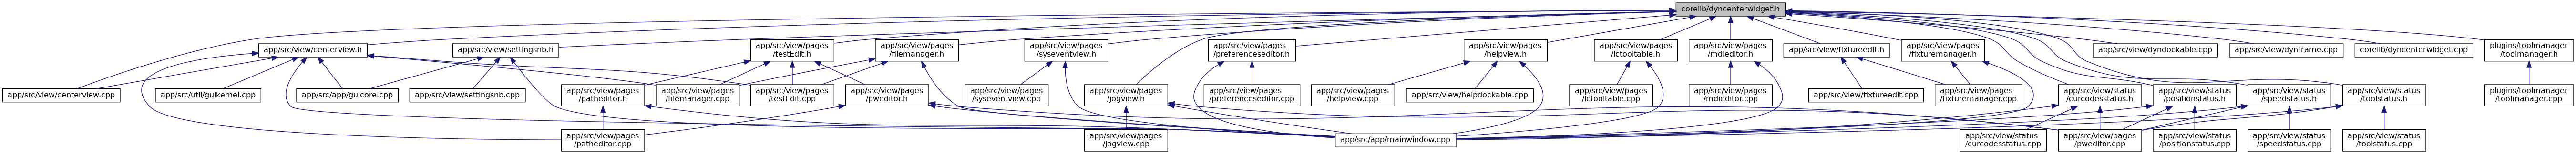 corelib/dyncenterwidget.h
app/src/view/centerview.h
app/src/view/settingsnb.h
app/src/view/pages
/testEdit.h
app/src/view/pages
/filemanager.h
app/src/view/pages
/syseventview.h
app/src/view/pages
/preferenceseditor.h
app/src/view/pages
/helpview.h
app/src/view/pages
/lctooltable.h
app/src/view/pages
/mdieditor.h
app/src/view/fixtureedit.h
app/src/view/pages
/fixturemanager.h
app/src/view/dyndockable.cpp
app/src/view/dynframe.cpp
corelib/dyncenterwidget.cpp
plugins/toolmanager
/toolmanager.h
app/src/view/centerview.cpp
app/src/util/guikernel.cpp
app/src/app/guicore.cpp
app/src/view/settingsnb.cpp
app/src/view/pages
/patheditor.h
app/src/view/pages
/filemanager.cpp
app/src/view/pages
/testEdit.cpp
app/src/view/pages
/pweditor.h
app/src/view/pages
/syseventview.cpp
app/src/view/pages
/jogview.h
app/src/view/pages
/preferenceseditor.cpp
app/src/view/pages
/helpview.cpp
app/src/view/helpdockable.cpp
app/src/view/pages
/lctooltable.cpp
app/src/view/pages
/mdieditor.cpp
app/src/view/fixtureedit.cpp
app/src/view/pages
/fixturemanager.cpp
app/src/view/status
/curcodesstatus.h
app/src/view/status
/positionstatus.h
app/src/view/status
/speedstatus.h
app/src/view/status
/toolstatus.h
plugins/toolmanager
/toolmanager.cpp
app/src/view/pages
/patheditor.cpp
app/src/view/pages
/jogview.cpp
app/src/app/mainwindow.cpp
app/src/view/status
/curcodesstatus.cpp
app/src/view/pages
/pweditor.cpp
app/src/view/status
/positionstatus.cpp
app/src/view/status
/speedstatus.cpp
app/src/view/status
/toolstatus.cpp